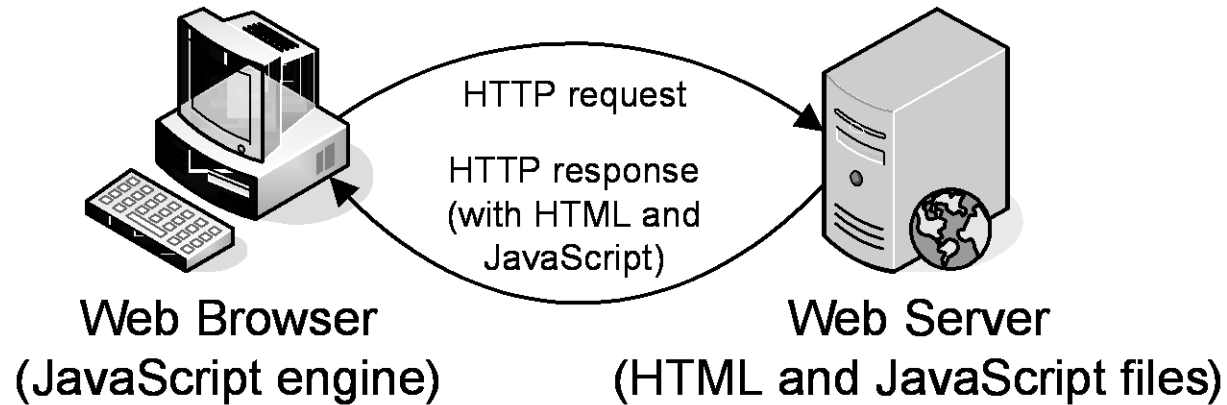 HTTP request
HTTP response
(with HTML and
JavaScript)
Web Browser
(JavaScript engine)
Web Server
(HTML and JavaScript files)